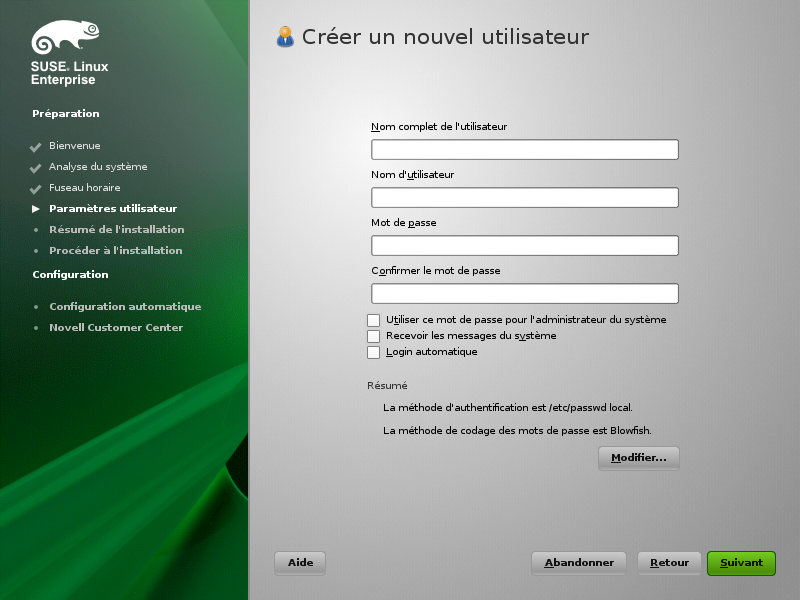 SUSE. Linux
Enterprise
Préparation
Bienvenue
Analyse du système
Fuseau horaire
Paramètres utilisateur
Résumé de l'installation
Procéder à l'installation
Configuration
Configuration automatique
Novell Customer Center
Créer un nouvel utilisateur
Nom complet de l'utilisateur
Nom d'utilisateur
Mot de passe
Confirmer le mot de passe
Utiliser ce mot de passe pour l'administrateur du système
Recevoir les messages du système
Login automatique
Résumé
La méthode d'authentification est /etc/passwd local.
La méthode de codage des mots de passe est Blowfish.
Modifier...
Aide
Abandonner
Retour
Suivant